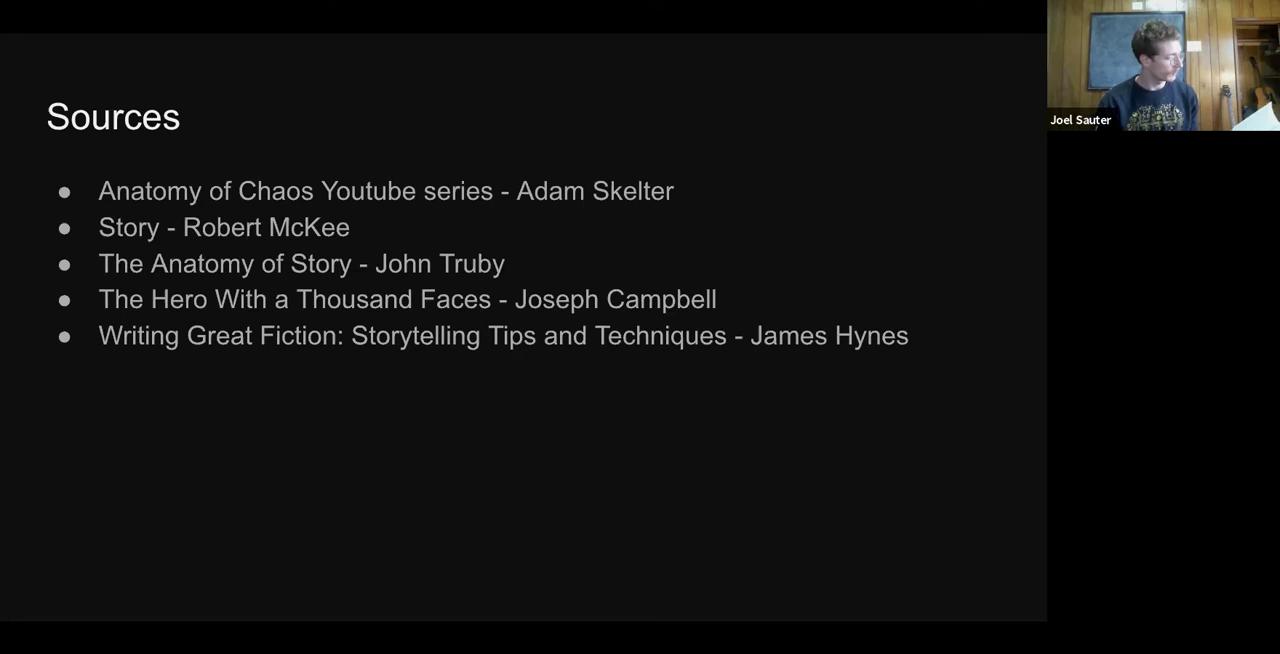 Sources
● Anatomy of Chaos Youtube series - Adam Skelter
● Story - Robert McKee
● The Anatomy of Story - John Truby
● The Hero With a Thousand Faces - Joseph Campbell
● Writing Great Fiction: Storytelling Tips and Techniques - James Hynes
Joel Sauter